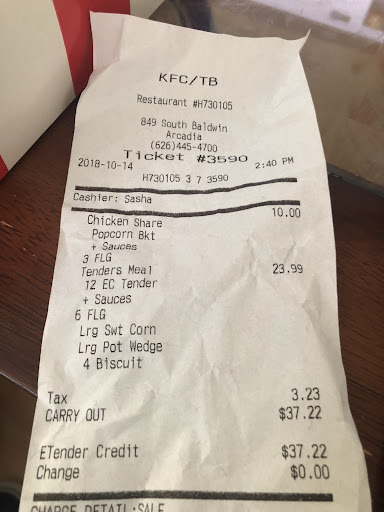 KFC/TB
Restaurant #H730105
849 South Baldwin
Arcadia
(626)445-4700
Ticket #3590
2018-10-14 2:40 PM
H730105 3 7 3590
Cashier: Sasha
Chicken Share 10.00
Popcorn Bkt
+ Sauces
3 FLG
Tenders Meal 23.99
12 EC Tender
+ Sauces
6 FLG
Lrg Swt Corn
Lrg Pot Wedge
4 Biscuit
Tax 3.23
CARRY OUT $37.22
ETender Credit $37.22
Change $0.00
CHARGE DETAIL:SALE